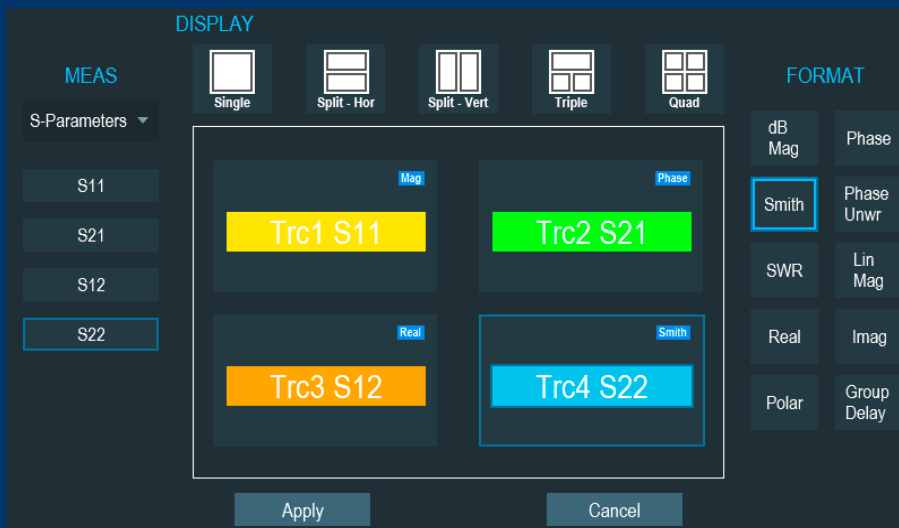 DISPLAY
MEAS
FORMAT
Single
Split - Hor
Split - Vert
Triple
Quad
S-Parameters
S11
S21
S12
S22
Mag
Trc1 S11
Phase
Trc2 S21
Real
Trc3 S12
Smith
Trc4 S22
dB
Mag
Phase
Smith
Phase
Unwr
SWR
Lin
Mag
Real
Imag
Polar
Group
Delay
Apply
Cancel